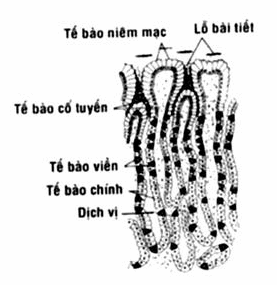 Tế bào niêm mạc
Lỗ bài tiết
Tế bào cổ tuyến
Tế bào viền
Tế bào chính
Dịch vị